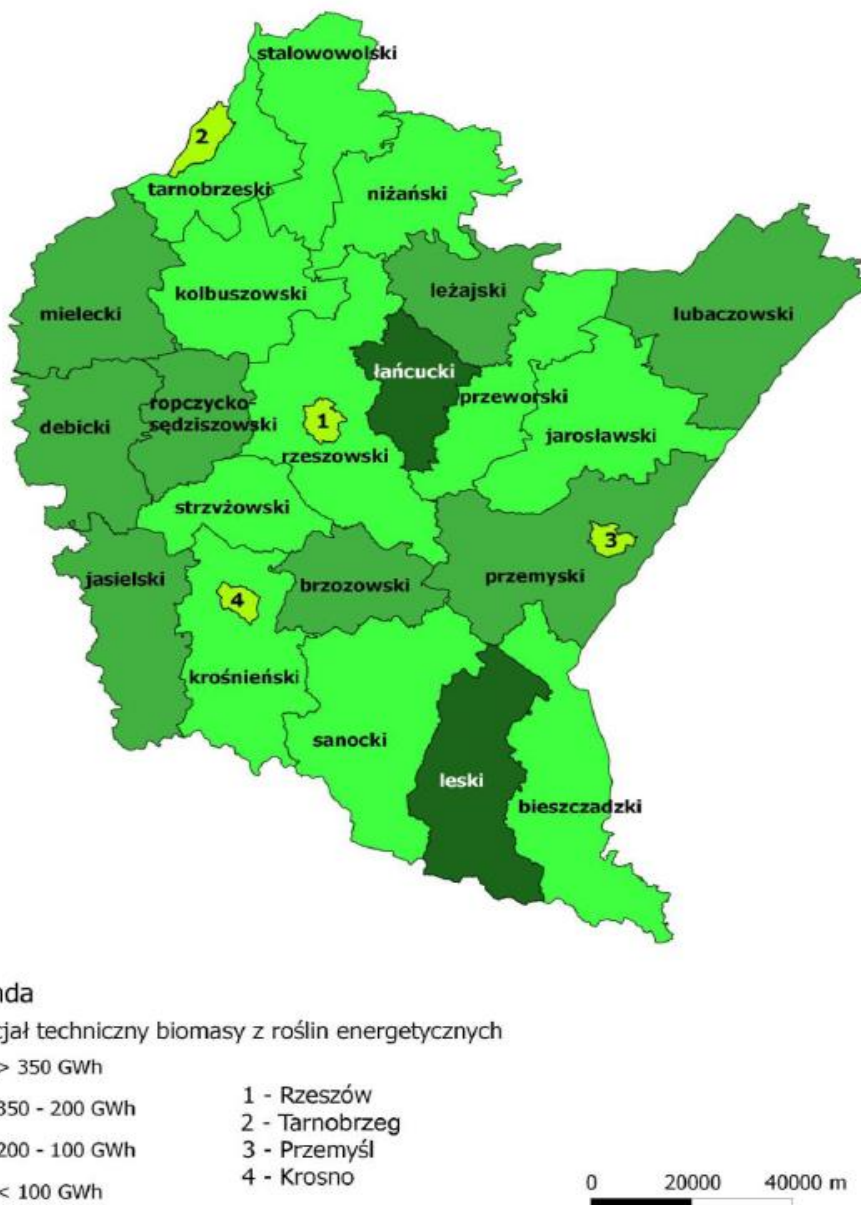 stalowowolski
2
tarnobrzeski
niżański
kolbuszowski
leżajski
mielecki
lubaczowski
łańcucki
ropczycko-
sędziszowski
debicki
1
przeworski
jarosławski
rzeszowski
strzyżowski
3
jasielski
brzozowski
przemyski
4
krośnieński
sanocki
leski
bieszczadzki
nda
cjał techniczny biomasy z roślin energetycznych
> 350 GWh
350 - 200 GWh
200 - 100 GWh
< 100 GWh
1 - Rzeszów
2 - Tarnobrzeg
3 - Przemyśl
4 - Krosno
0 20000 40000 m